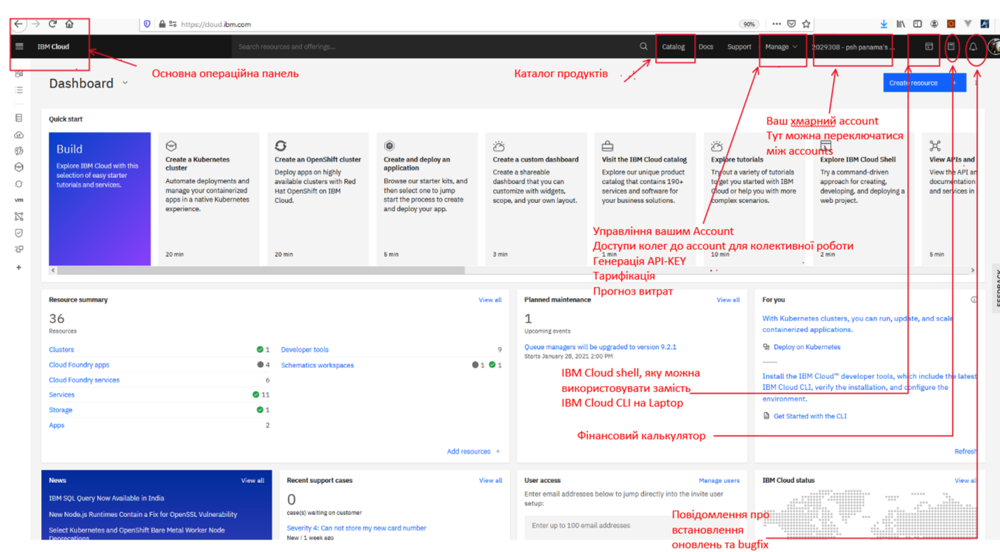 https://cloud.ibm.com
90%
IBM Cloud
Search resources and offerings...
Catalog
Docs
Support
Manage
2029308 - psh panama's ...
Основна операційна панель
Каталог продуктів
Dashboard
Create resource +
Ваш хмарний account
Тут можна переключатися
між accounts
Quick start
Build
Explore IBM Cloud with this
selection of easy starter
tutorials and services.
Create a Kubernetes
cluster
Automate deployments and
manage your containerized
apps in a native Kubernetes
experience.
20 min
Create an OpenShift cluster
Deploy apps on highly
available clusters with Red
Hat OpenShift on IBM
Cloud.
20 min
Create and deploy an
application
Browse our starter kits, and
then select one to jump
start the process to create
and deploy your app.
5 min
Create a custom dashboard
Create a shareable
dashboard that you can
customize with widgets,
scope, and your own layout.
3 min
Visit the IBM Cloud catalog
Explore our unique product
catalog that contains 190+
services and software for
your business solutions.
1 min
Explore tutorials
Try out a variety of tutorials
to get you started with IBM
Cloud or help you with more
complex scenarios.
10 min
Explore IBM Cloud Shell
Try a command-driven
approach for creating,
developing, and deploying a
web project.
2 min
View APIs and
View the API an
documentation
and services in
5 min
vm
Управління вашим Account
Доступи колег до account для колективної роботи
Генерація API-KEY
Тарифікація
Прогноз витрат
FEEDBACK
Resource summary
View all
36
Resources
Clusters 1
Cloud Foundry apps 4
Cloud Foundry services 6
Services 11
Storage 1
Apps 2
Developer tools 9
Schematics workspaces 1 1
Add resources +
Planned maintenance
View all
1
Upcoming events
Queue managers will be upgraded to version 9.2.1
Starts January 28, 2021 2:00 PM
IBM Cloud shell, яку можна
використовувати замість
IBM Cloud CLI на Laptop
Фінансовий калькулятор
For you
With Kubernetes clusters, you can run, update, and scale
containerized applications.
Deploy on Kubernetes
Install the IBM Cloud™ developer tools, which include the latest
IBM Cloud CLI, verify the installation, and configure the
environment.
Get Started with the CLI
Refresh
News
View all
IBM SQL Query Now Available in India
New Node.js Runtimes Contain a Fix for OpenSSL Vulnerability
Select Kubernetes and OpenShift Bare Metal Worker Node
Deprecations
Recent support cases
View all
0
case(s) waiting on customer
Severity 4: Can not store my new card number
New | 1 week ago
User access
Manage users
Enter email addresses below to jump directly into the invite user
setup:
Enter up to 100 email addresses
IBM Cloud status
View all
Повідомлення про
встановлення
оновлень та bugfix